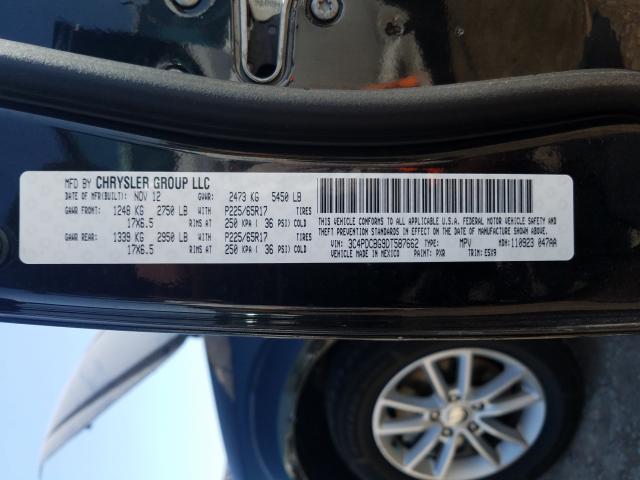 MFD BY CHRYSLER GROUP LLC
DATE OF MFR(BUILT): NOV 12 GVWR: 2473 KG 5450 LB
GAWR FRONT: 1248 KG 2750 LB WITH P225/65R17 TIRES
17X6.5 RIMS AT 250 KPA ( 36 PSI) COLD
GAWR REAR: 1339 KG 2950 LB WITH P225/65R17 TIRES
17X6.5 RIMS AT 250 KPA ( 36 PSI) COLD
THIS VEHICLE CONFORMS TO ALL APPLICABLE U.S.A. FEDERAL MOTOR VEHICLE SAFETY AND
THEFT PREVENTION STANDARDS IN EFFECT ON THE DATE OF MANUFACTURE SHOWN ABOVE.
VIN: 3C4PDCBG9DT587662 TYPE: MPV MDH: 110923 047AA
VEHICLE MADE IN MEXICO PAINT: PXR TRIM: E5X9